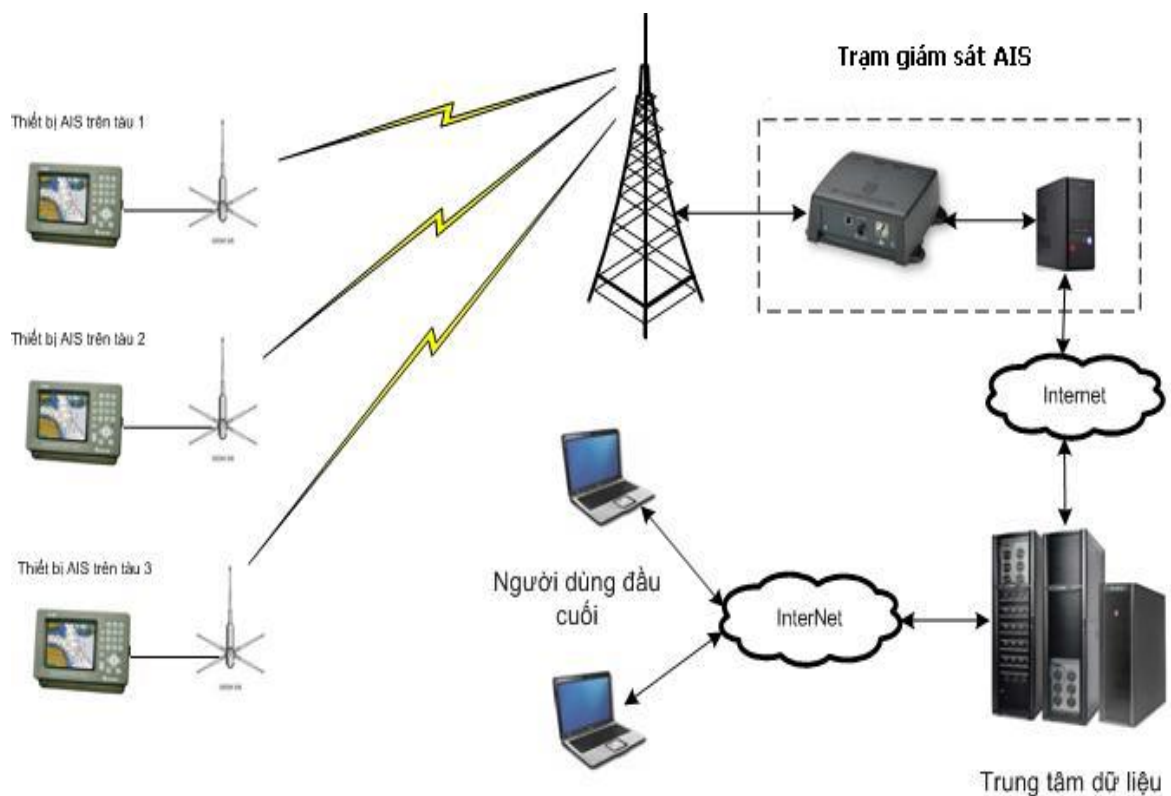 Trạm giám sát AIS
Thiết bị AIS trên tàu 1
Thiết bị AIS trên tàu 2
Internet
Thiết bị AIS trên tàu 3
Người dùng đầu
cuối
InterNet
Trung tâm dữ liệu